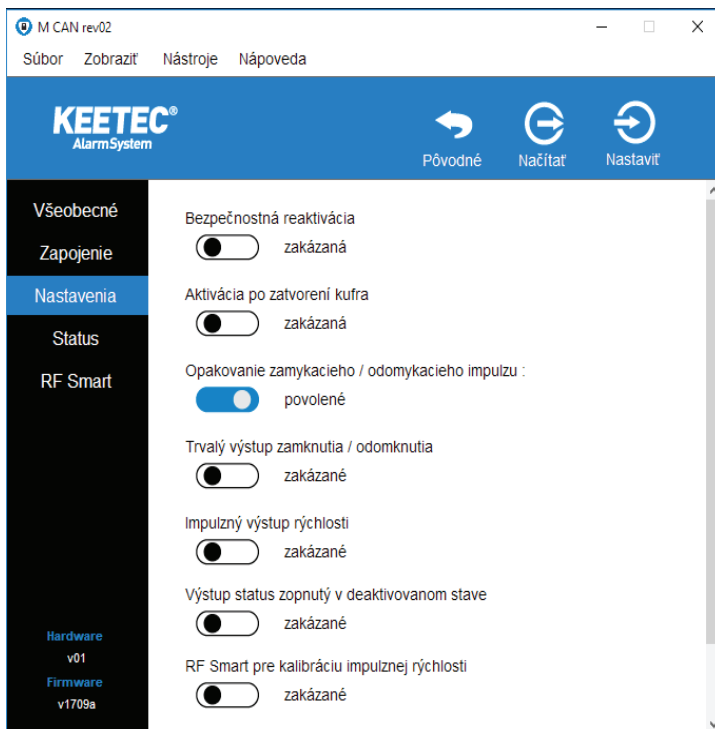 M CAN rev02
Súbor Zobraziť Nástroje Nápoveda
KEETEC®
Alarm System
Pôvodné Načítať Nastaviť
Všeobecné
Zapojenie
Nastavenia
Status
RF Smart
Bezpečnostná reaktivácia
zakázaná
Aktivácia po zatvorení kufra
zakázaná
Opakovanie zamykacieho / odomykacieho impulzu :
povolené
Trvalý výstup zamknutia / odomknutia
zakázané
Impulzný výstup rýchlosti
zakázané
Výstup status zopnutý v deaktivovanom stave
zakázané
RF Smart pre kalibráciu impulznej rýchlosti
zakázané
Hardware
v01
Firmware
v1709a